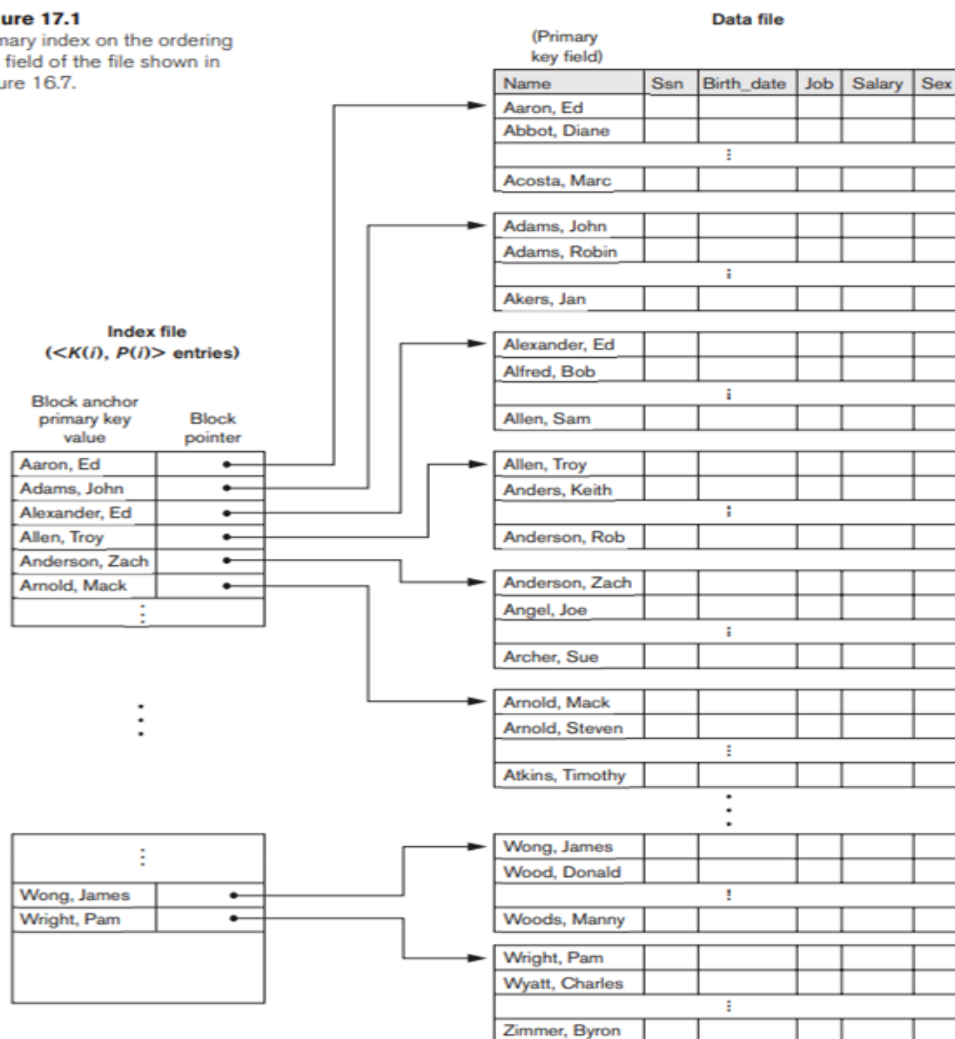 ure 17.1
mary index on the ordering
field of the file shown in
ure 16.7.
Data file
(Primary
key field)
Name Ssn Birth_date Job Salary Sex
Aaron, Ed
Abbot, Diane
⋮
Acosta, Marc
Adams, John
Adams, Robin
⋮
Akers, Jan
Alexander, Ed
Alfred, Bob
⋮
Allen, Sam
Allen, Troy
Anders, Keith
⋮
Anderson, Rob
Anderson, Zach
Angel, Joe
⋮
Archer, Sue
Arnold, Mack
Arnold, Steven
⋮
Atkins, Timothy
⋮
Wong, James
Wood, Donald
⋮
Woods, Manny
Wright, Pam
Wyatt, Charles
⋮
Zimmer, Byron
Index file
(<K(i), P(i)> entries)
Block anchor
primary key
value
Block
pointer
Aaron, Ed
Adams, John
Alexander, Ed
Allen, Troy
Anderson, Zach
Arnold, Mack
⋮
⋮
⋮
Wong, James
Wright, Pam